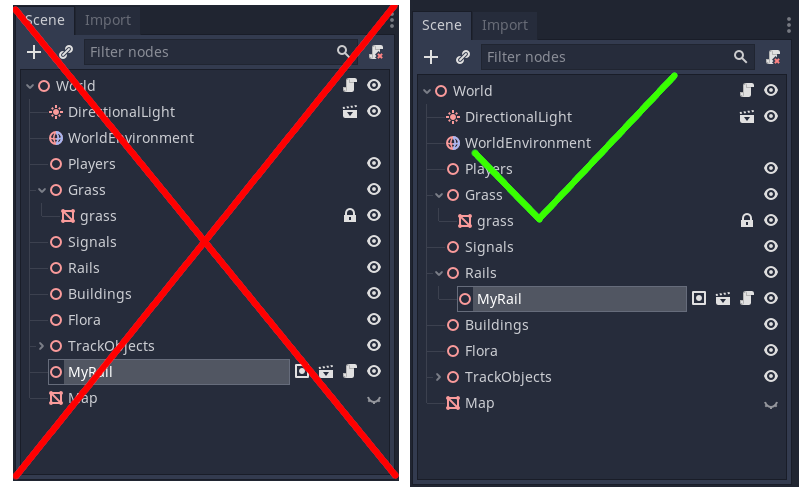 Scene Import
Filter nodes
World
DirectionalLight
WorldEnvironment
Players
Grass
grass
Signals
Rails
Buildings
Flora
TrackObjects
MyRail
Map
Scene Import
Filter nodes
World
DirectionalLight
WorldEnvironment
Players
Grass
grass
Signals
Rails
MyRail
Buildings
Flora
TrackObjects
Map